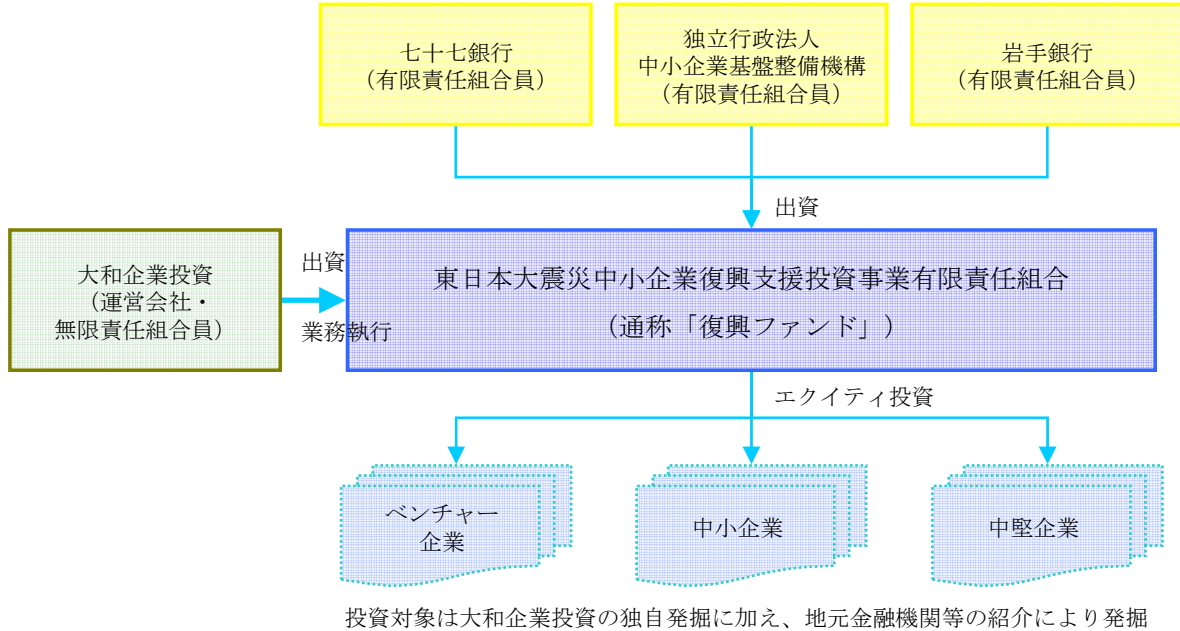 七十七銀行
(有限責任組合員)
独立行政法人
中小企業基盤整備機構
(有限責任組合員)
岩手銀行
(有限責任組合員)
出資
大和企業投資
(運営会社・
無限責任組合員)
出資
業務執行
東日本大震災中小企業復興支援投資事業有限責任組合
(通称「復興ファンド」)
エクイティ投資
ベンチャー
企業
中小企業
中堅企業
投資対象は大和企業投資の独自発掘に加え、地元金融機関等の紹介により発掘